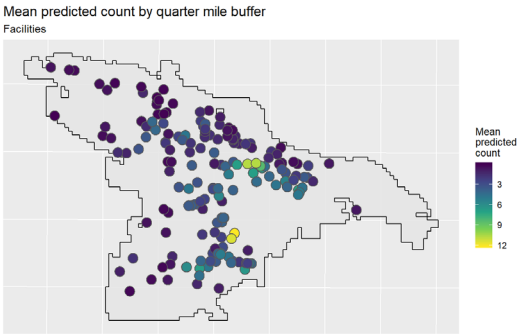 Mean predicted count by quarter mile buffer
Facilities
Mean
predicted
count
3
6
9
12